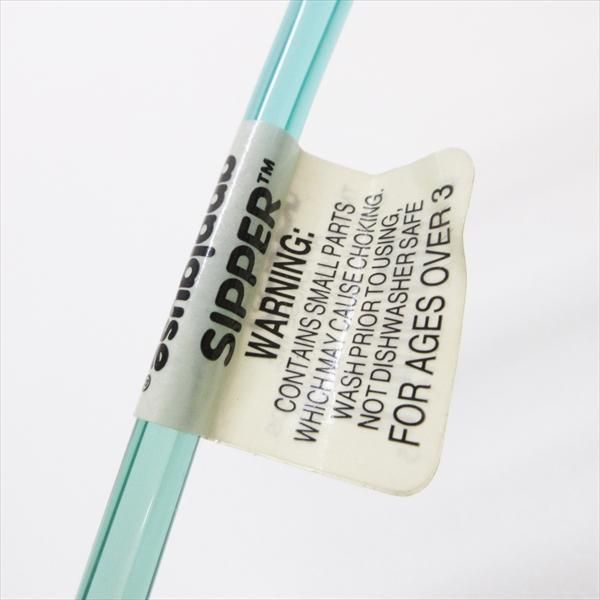 applause®
SIPPER™
WARNING:
CONTAINS SMALL PARTS
WHICH MAY CAUSE CHOKING.
WASH PRIOR TO USING,
NOT DISHWASHER SAFE
FOR AGES OVER 3